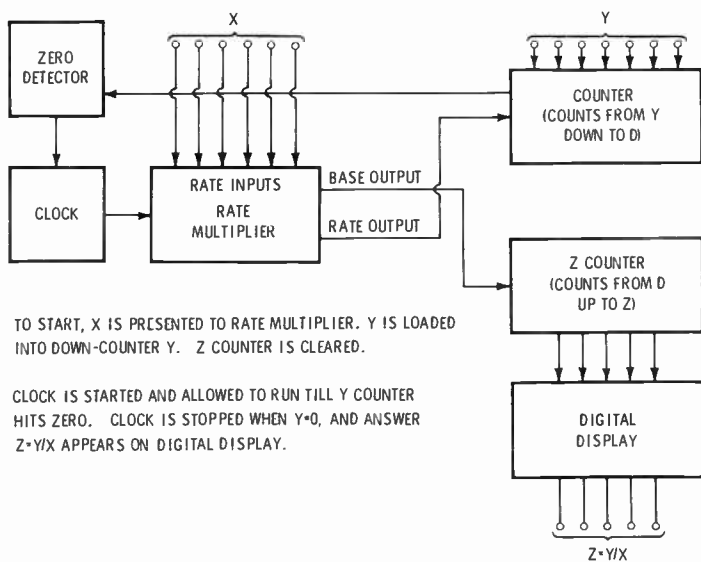 X
Y
ZERO
DETECTOR
COUNTER
(COUNTS FROM Y
DOWN TO D)
CLOCK
RATE INPUTS
RATE
MULTIPLIER
BASE OUTPUT
RATE OUTPUT
Z COUNTER
(COUNTS FROM D
UP TO Z)
TO START, X IS PRESENTED TO RATE MULTIPLIER. Y IS LOADED
INTO DOWN-COUNTER Y. Z COUNTER IS CLEARED.
CLOCK IS STARTED AND ALLOWED TO RUN TILL Y COUNTER
HITS ZERO. CLOCK IS STOPPED WHEN Y=0, AND ANSWER
Z=Y/X APPEARS ON DIGITAL DISPLAY.
DIGITAL
DISPLAY
Z=Y/X